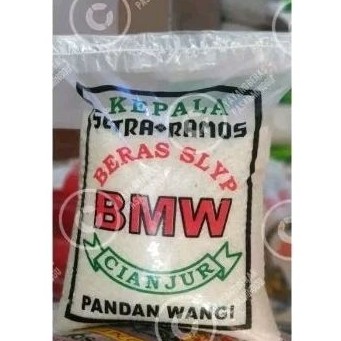 KEPALA
SETRA RAMOS
BERAS SLYP
BMW
CIANJUR
PANDAN WANGI